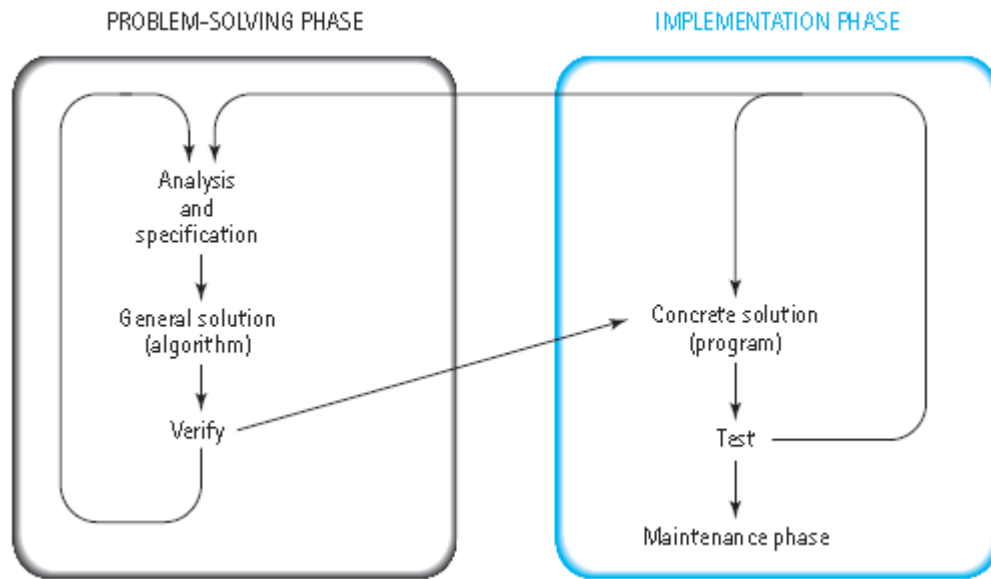 PROBLEM-SOLVING PHASE
IMPLEMENTATION PHASE
Analysis
and
specification
General solution
(algorithm)
Verify
Concrete solution
(program)
Test
Maintenance phase